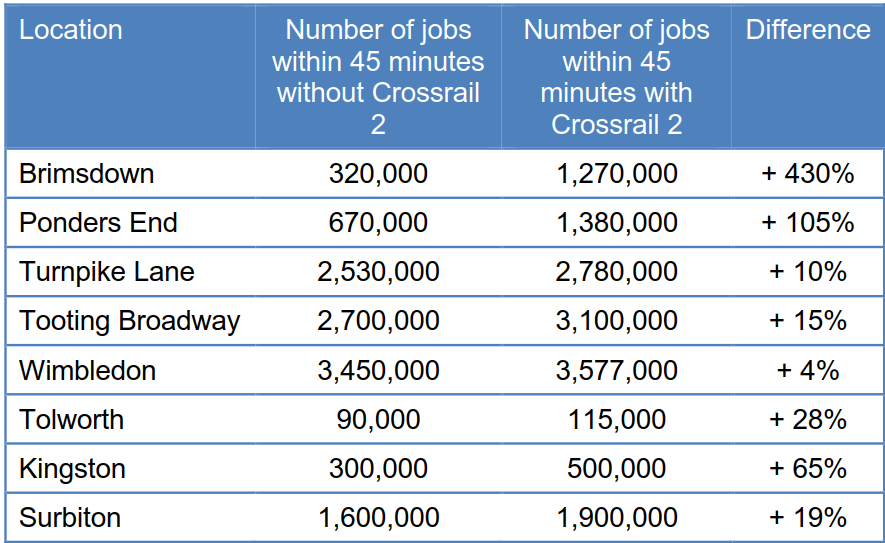 Location Number of jobs within 45 minutes without Crossrail 2 Number of jobs within 45 minutes with Crossrail 2 Difference
Brimsdown 320,000 1,270,000 + 430%
Ponders End 670,000 1,380,000 + 105%
Turnpike Lane 2,530,000 2,780,000 + 10%
Tooting Broadway 2,700,000 3,100,000 + 15%
Wimbledon 3,450,000 3,577,000 + 4%
Tolworth 90,000 115,000 + 28%
Kingston 300,000 500,000 + 65%
Surbiton 1,600,000 1,900,000 + 19%